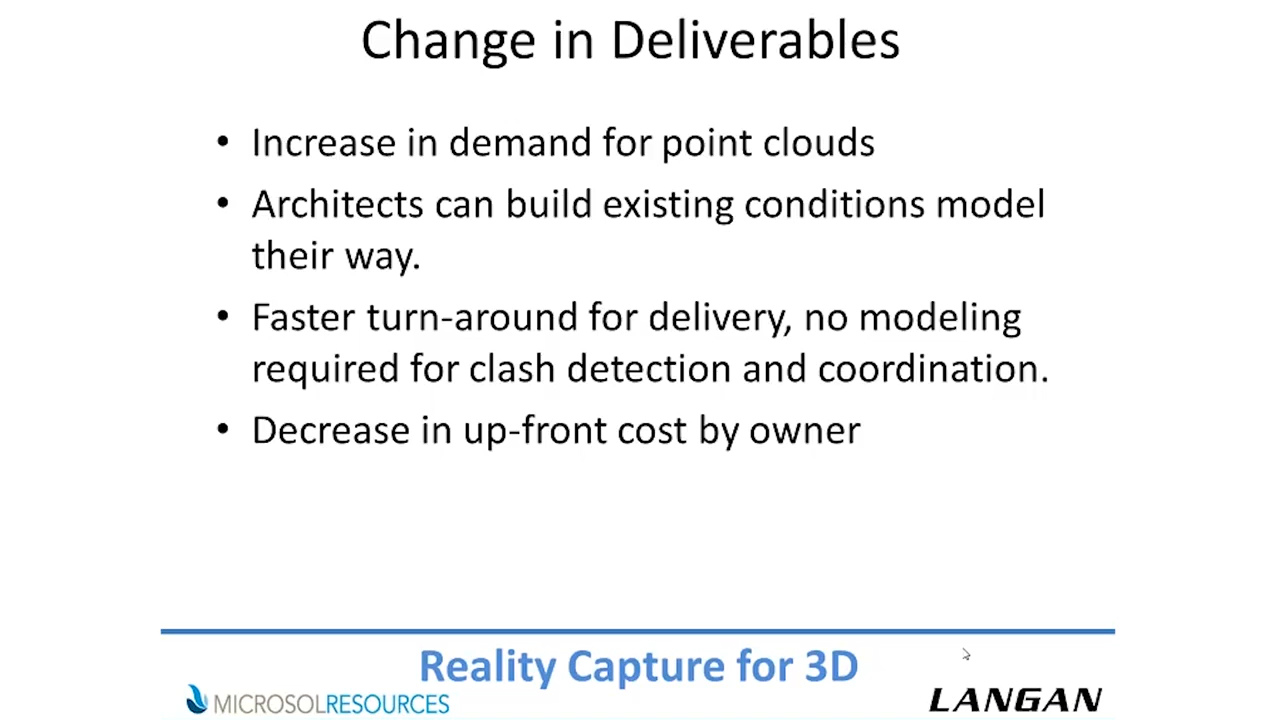 Change in Deliverables
• Increase in demand for point clouds
• Architects can build existing conditions model
their way.
• Faster turn-around for delivery, no modeling
required for clash detection and coordination.
• Decrease in up-front cost by owner
Reality Capture for 3D
MICROSOLRESOURCES
LANGAN